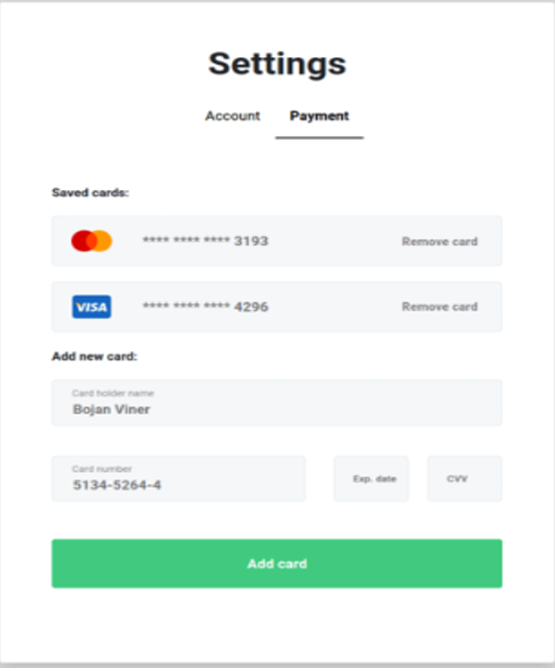 Settings
Account Payment
Saved cards:
**** **** **** 3193 Remove card
VISA **** **** **** 4296 Remove card
Add new card:
Card holder name
Bojan Viner
Card number
5134-5264-4
Exp. date CVV
Add card